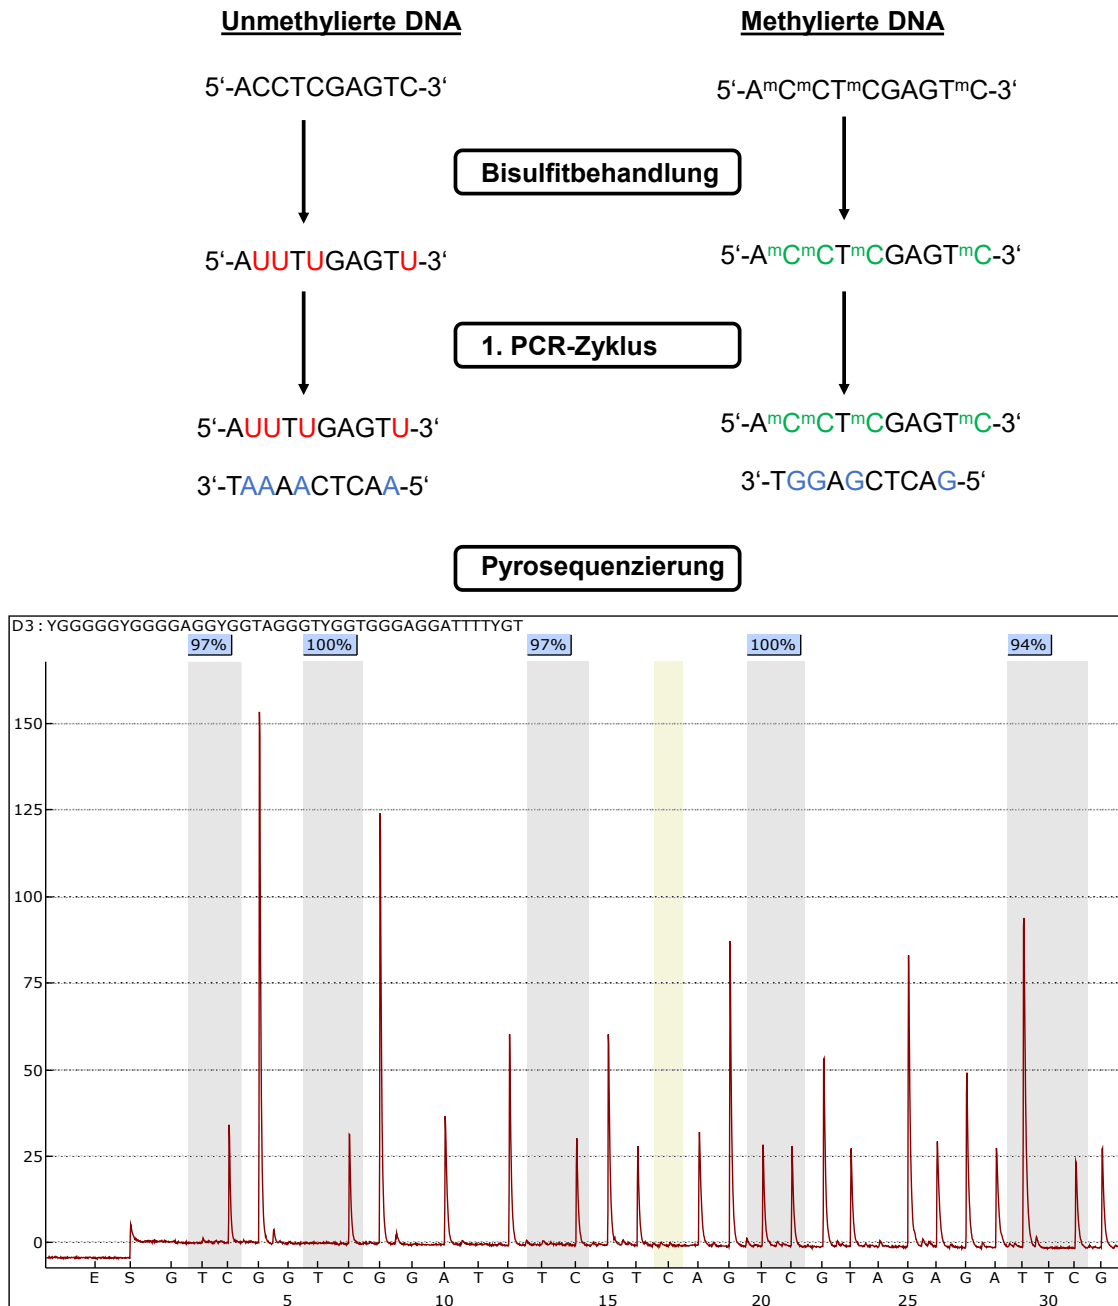 Unmethylierte DNA Methylierte DNA
5‘-ACCTCGAGTC-3‘ 5‘-AᵐCᵐCTᵐCGAGTᵐC-3‘
Bisulfitbehandlung
5‘-AUUTUGAGTU-3‘ 5‘-AᵐCᵐCTᵐCGAGTᵐC-3‘
1. PCR-Zyklus
5‘-AUUTUGAGTU-3‘ 5‘-AᵐCᵐCTᵐCGAGTᵐC-3‘
3‘-TAAAACTCAA-5‘ 3‘-TGGAGCTCAG-5‘
Pyrosequenzierung
D3 : YGGGGGYGGGGAGGYGGTAGGGTYGGTGGGAGGATTTTYGT
97% 100% 97% 100% 94%
150
125
100
75
50
25
0
E S G T C G G T C G G A T G T C G T C A G T C G T A G A G A T T C G
5 10 15 20 25 30